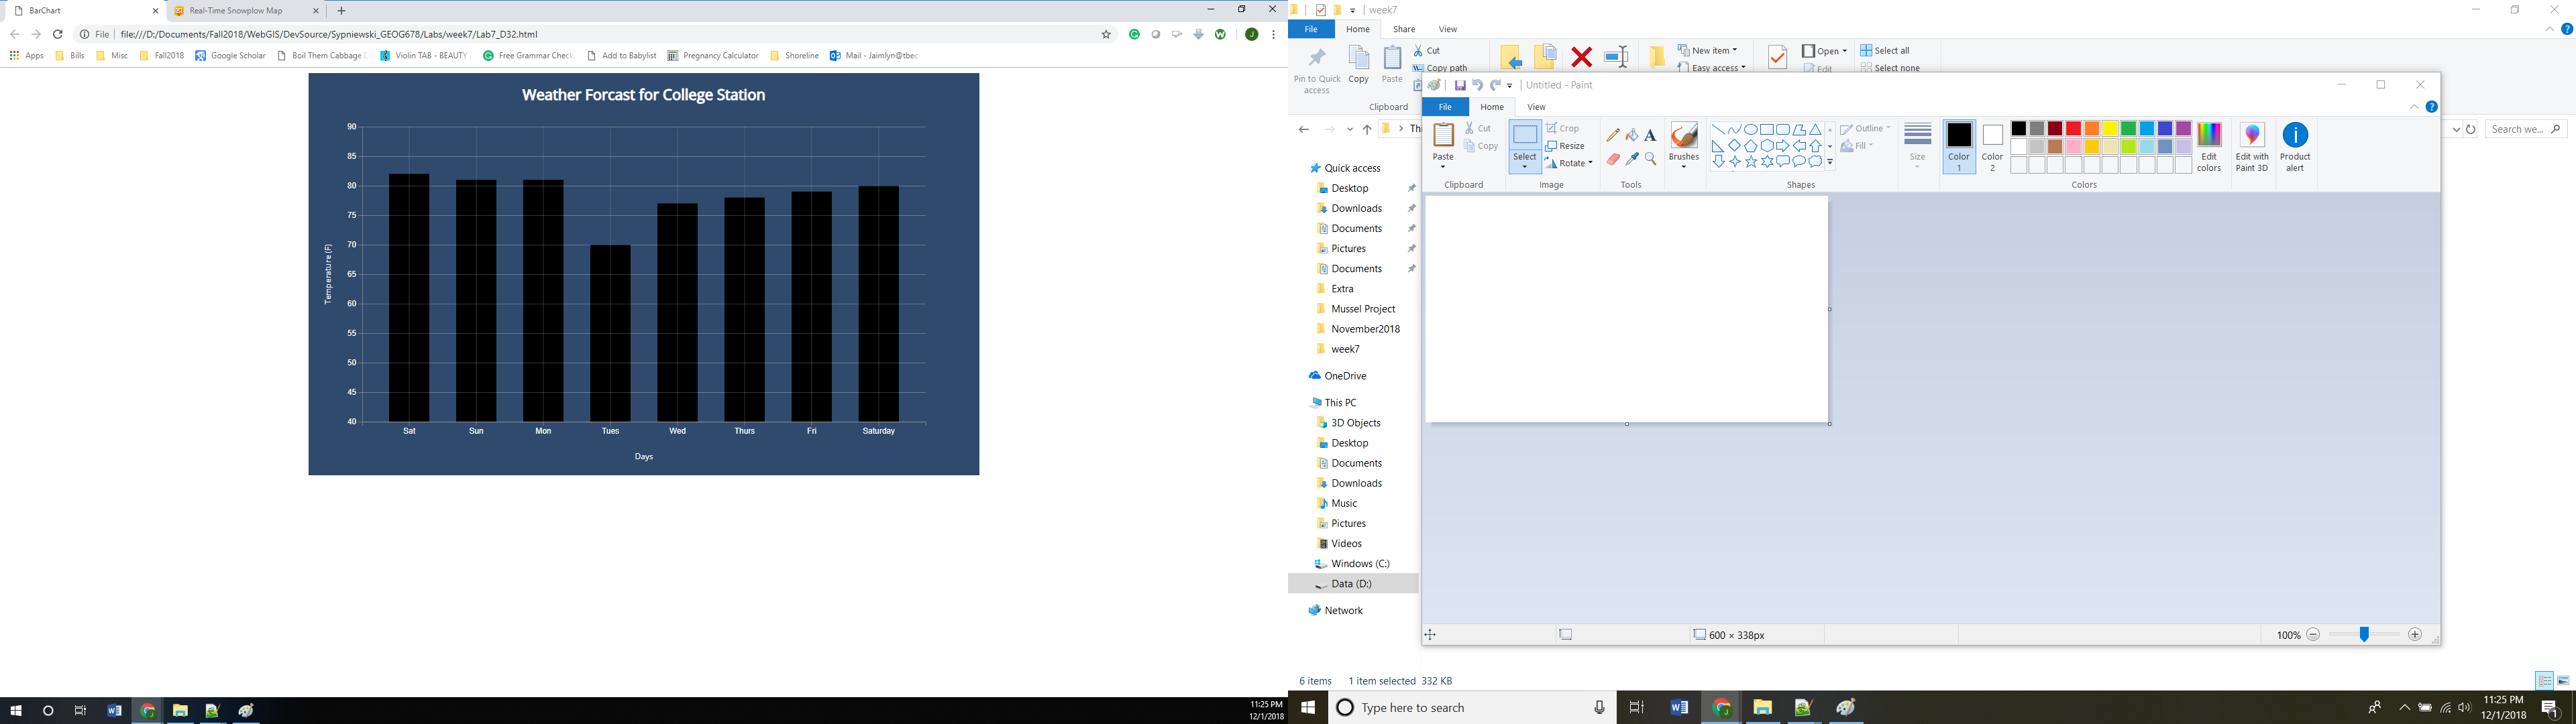 BarChart
Real-Time Snowplow Map
File
file:///D:/Documents/Fall2018/WebGIS/DevSource/Sypniewski_GEOG678/Labs/week7/Lab7_D32.html
Apps Bills Misc Fall2018 Google Scholar Boil Them Cabbage Violin TAB - BEAUTY Free Grammar Check Add to Babylist Pregnancy Calculator Shoreline Mail - Jaimlyn@tbec
Weather Forcast for College Station
90
85
80
75
70
65
60
55
50
45
40
Temperature (F)
Sat Sun Mon Tues Wed Thurs Fri Saturday
Days
11:25 PM
12/1/2018
week7
File Home Share View
Pin to Quick access
Copy
Paste
Cut
Copy path
Clipboard
New item
Easy access
Open
Edit
Select all
Select none
Search we...
Quick access
Desktop
Downloads
Documents
Pictures
Documents
Extra
Mussel Project
November2018
week7
OneDrive
This PC
3D Objects
Desktop
Documents
Downloads
Music
Pictures
Videos
Windows (C:)
Data (D:)
Network
6 items 1 item selected 332 KB
Untitled - Paint
File Home View
Paste
Cut
Copy
Clipboard
Select
Crop
Resize
Rotate
Image
A
Tools
Brushes
Shapes
Outline
Fill
Size
Color 1
Color 2
Edit colors
Colors
Edit with Paint 3D
Product alert
600 × 338px
100%
Type here to search
11:25 PM
12/1/2018